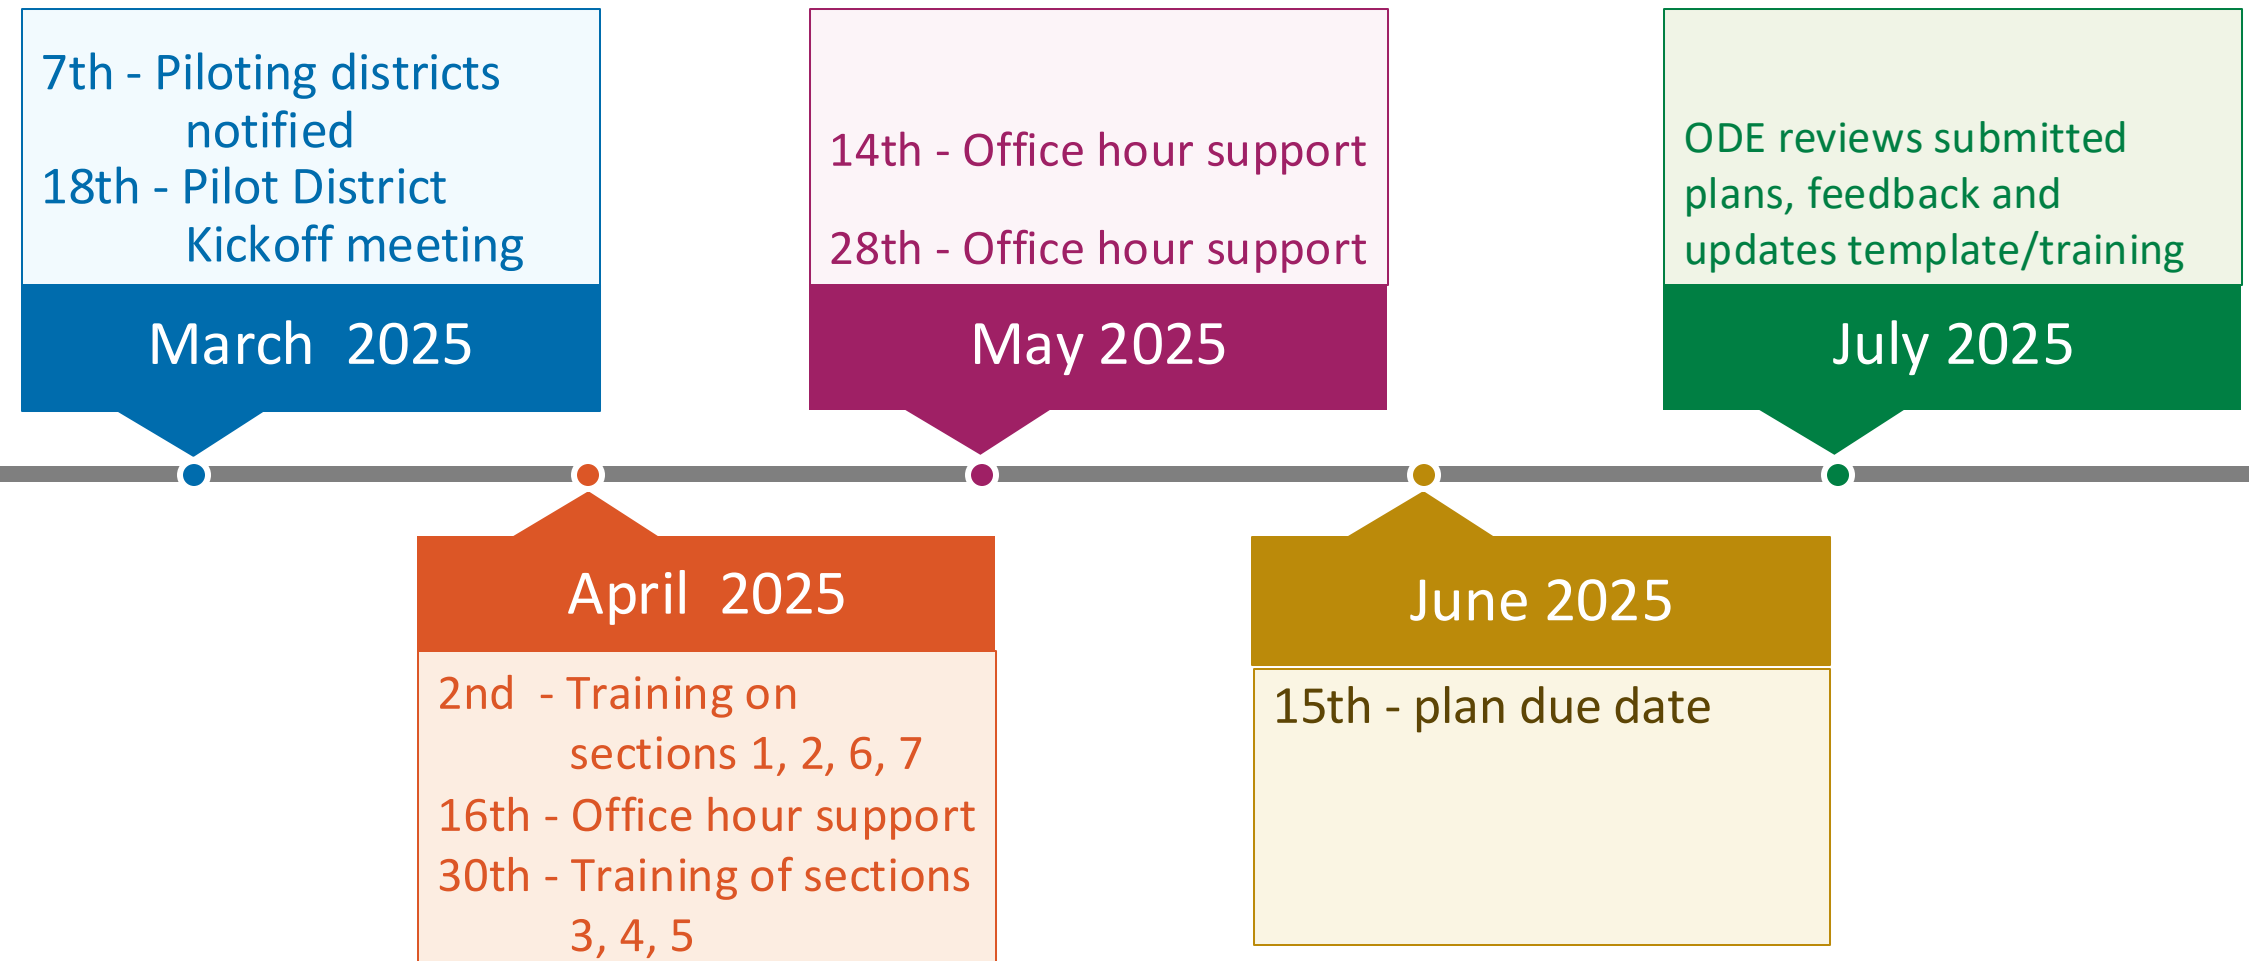 7th - Piloting districts
notified
18th - Pilot District
Kickoff meeting
March  2025
April  2025
2nd  - Training on
sections 1, 2, 6, 7
16th - Office hour support
30th - Training of sections
3, 4, 5
14th - Office hour support
28th - Office hour support
May 2025
June 2025
15th - plan due date
ODE reviews submitted
plans, feedback and
updates template/training
July 2025